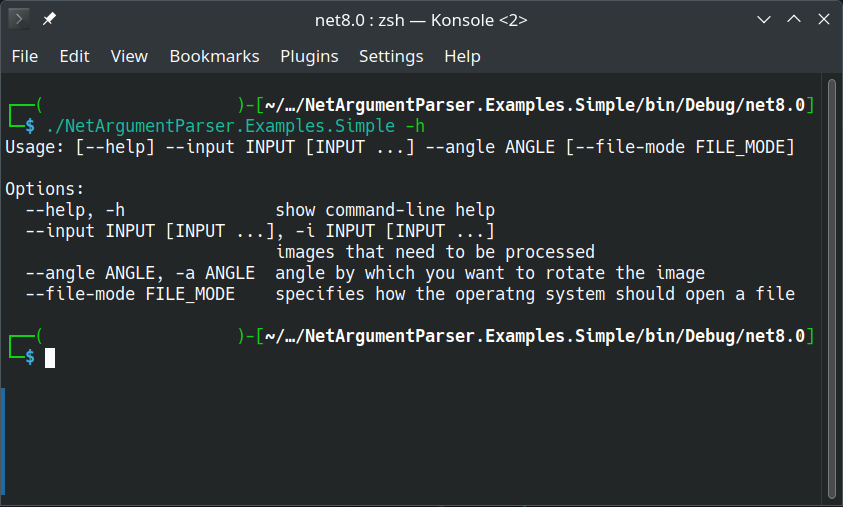 net8.0 : zsh — Konsole <2>
File Edit View Bookmarks Plugins Settings Help
┌──( )-[~/…/NetArgumentParser.Examples.Simple/bin/Debug/net8.0]
└─$ ./NetArgumentParser.Examples.Simple -h
Usage: [--help] --input INPUT [INPUT ...] --angle ANGLE [--file-mode FILE_MODE]
Options:
--help, -h show command-line help
--input INPUT [INPUT ...], -i INPUT [INPUT ...]
images that need to be processed
--angle ANGLE, -a ANGLE angle by which you want to rotate the image
--file-mode FILE_MODE specifies how the operatng system should open a file
┌──( )-[~/…/NetArgumentParser.Examples.Simple/bin/Debug/net8.0]
└─$